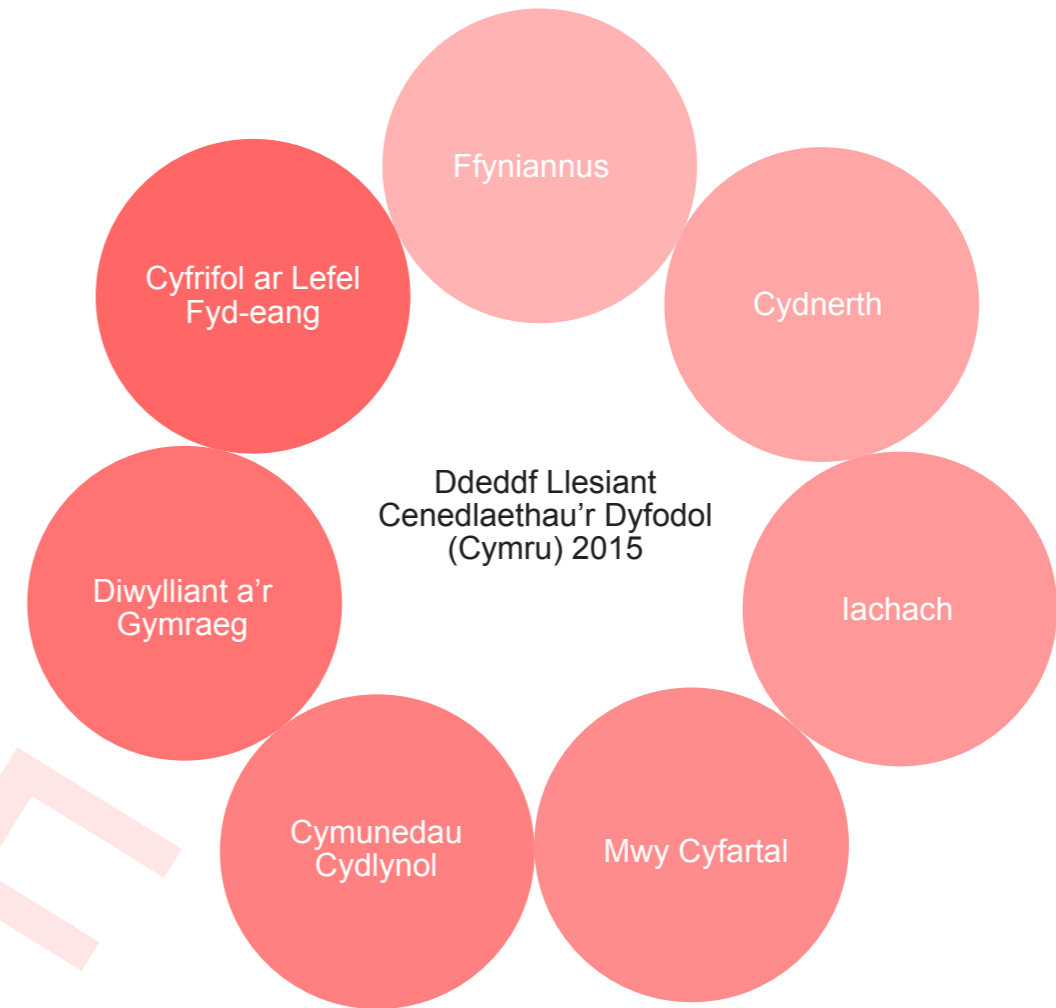 Ffyniannus
Cydnerth
Iachach
Mwy Cyfartal
Cymunedau
Cydlynol
Diwylliant a’r
Gymraeg
Cyfrifol ar Lefel
Fyd-eang
Ddeddf Llesiant
Cenedlaethau’r Dyfodol
(Cymru) 2015